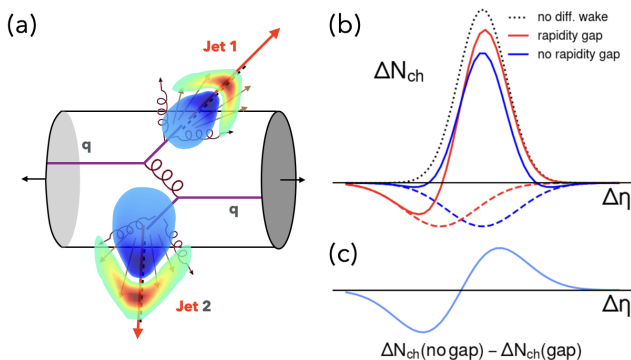 (a)
Jet 1
q
q
Jet 2
(b)
no diff. wake
rapidity gap
no rapidity gap
ΔN_ch
Δη
(c)
Δη
ΔN_ch(no gap) − ΔN_ch(gap)